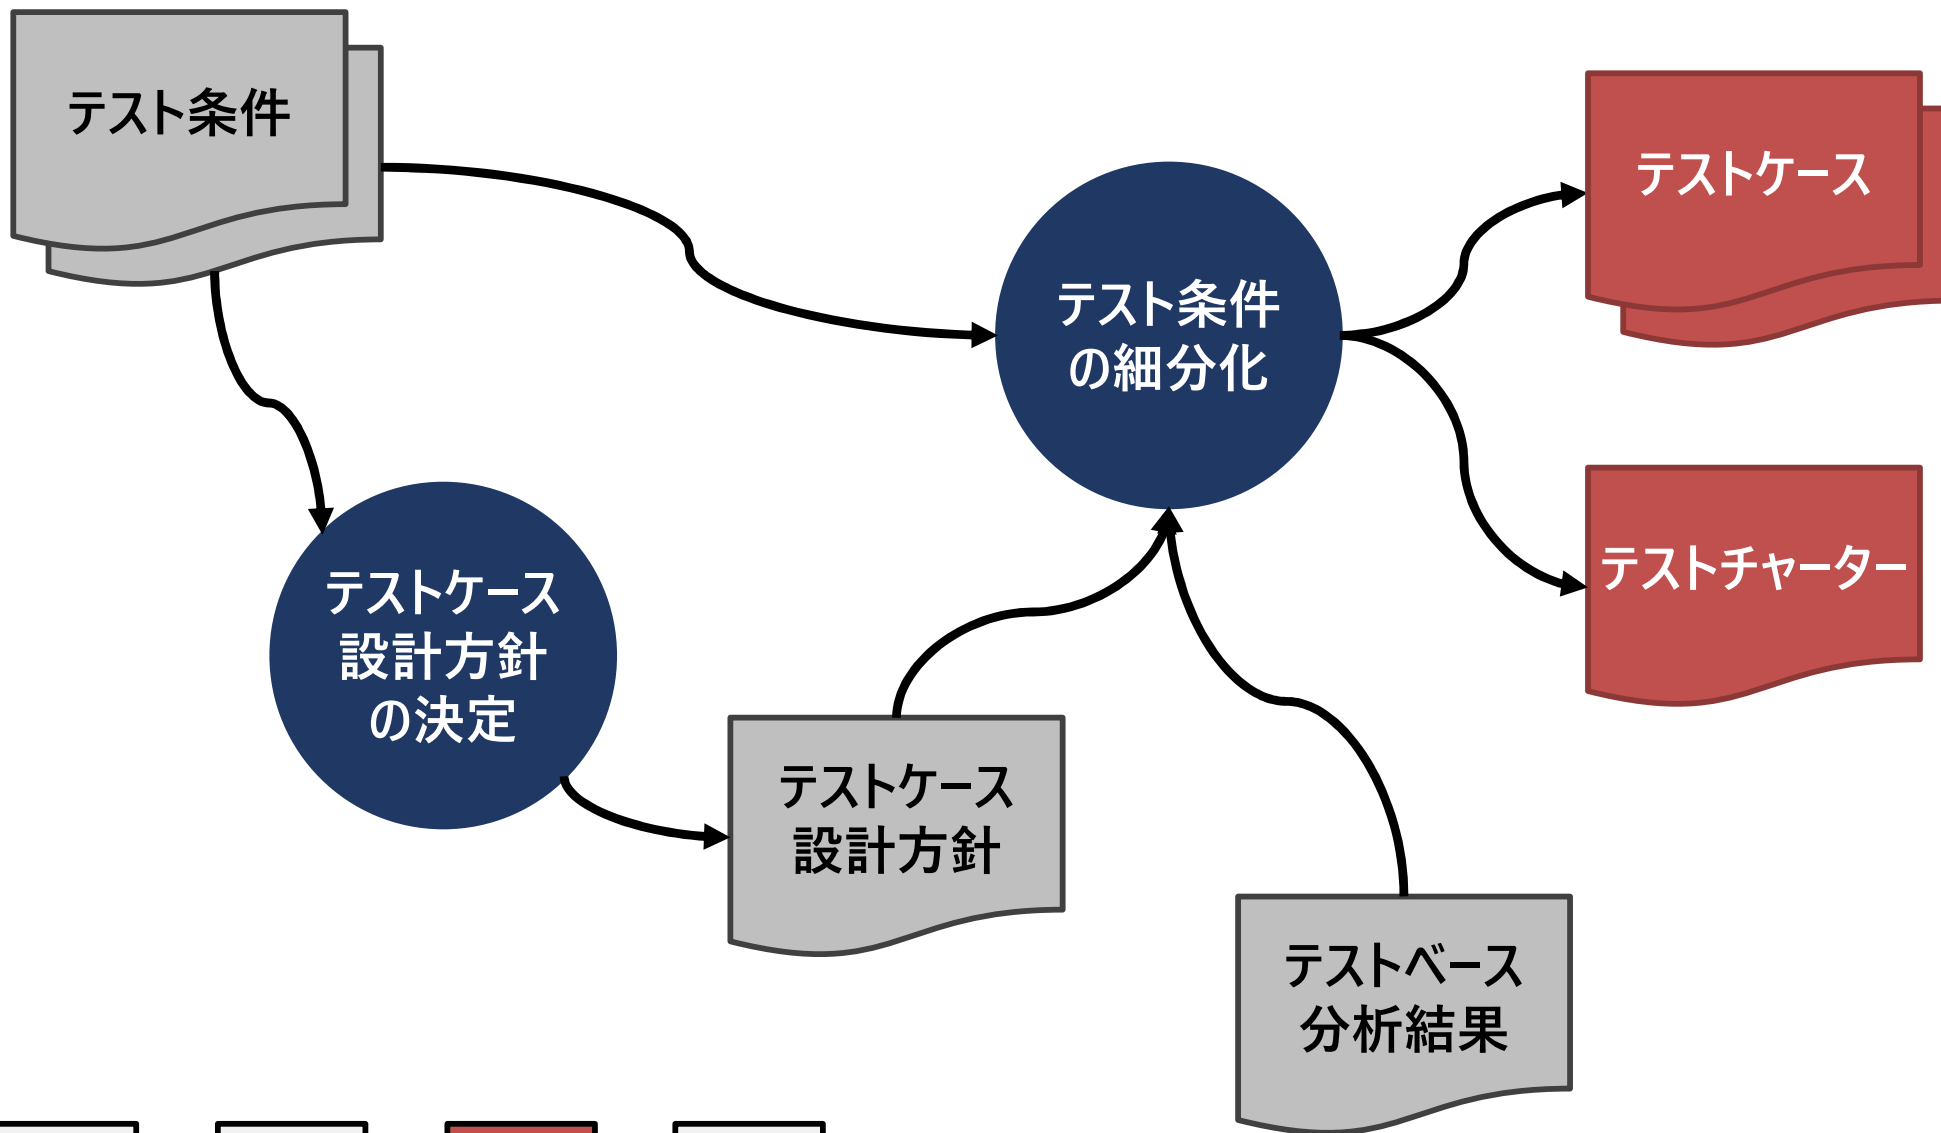 テスト条件
テストケース
テスト条件
の細分化
テストチャーター
テストケース
設計方針
の決定
テストケース
設計方針
テストベース
分析結果